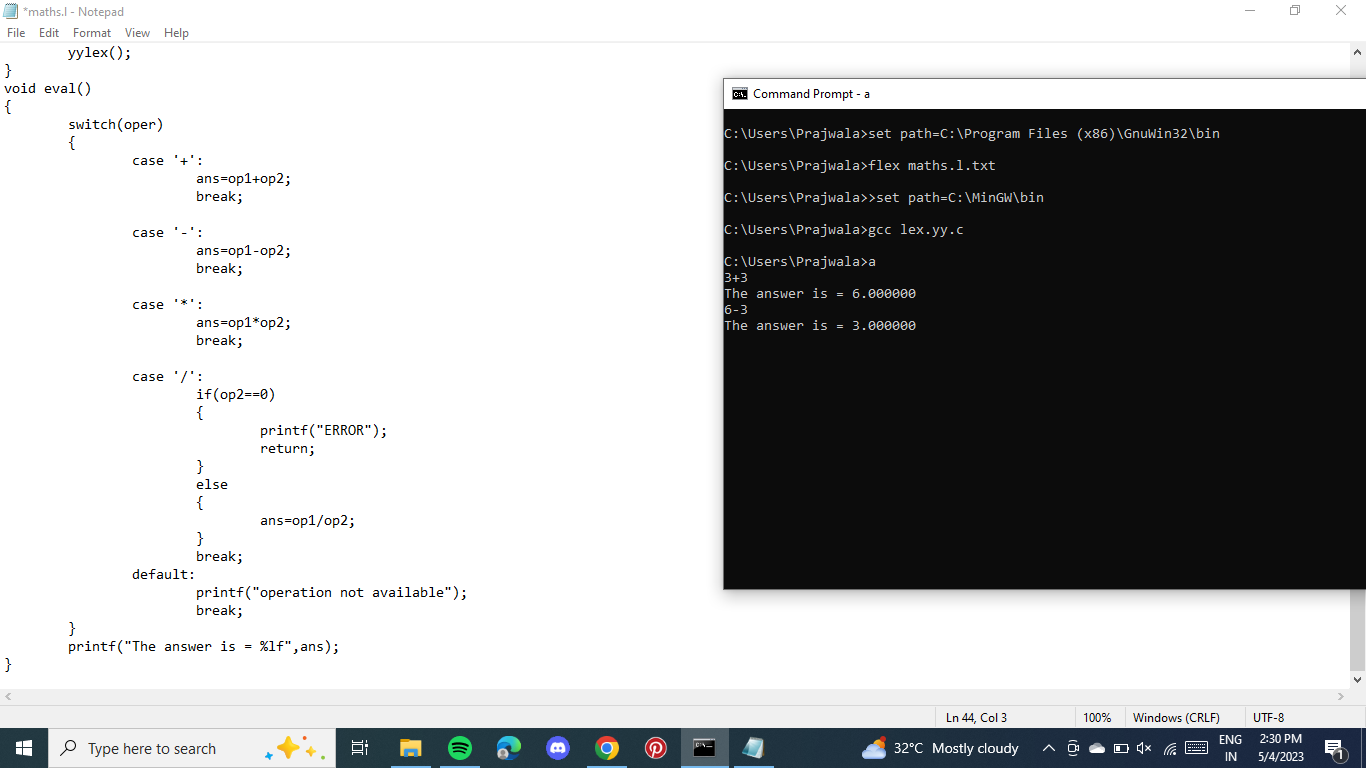 *maths.l - Notepad
File Edit Format View Help
yylex();
}
void eval()
{
switch(oper)
{
case '+':
ans=op1+op2;
break;
case '-':
ans=op1-op2;
break;
case '*':
ans=op1*op2;
break;
case '/':
if(op2==0)
{
printf("ERROR");
return;
}
else
{
ans=op1/op2;
}
break;
default:
printf("operation not available");
break;
}
printf("The answer is = %lf",ans);
}
Command Prompt - a
C:\Users\Prajwala>set path=C:\Program Files (x86)\GnuWin32\bin
C:\Users\Prajwala>flex maths.l.txt
C:\Users\Prajwala>>set path=C:\MinGW\bin
C:\Users\Prajwala>gcc lex.yy.c
C:\Users\Prajwala>a
3+3
The answer is = 6.000000
6-3
The answer is = 3.000000
Ln 44, Col 3 100% Windows (CRLF) UTF-8
Type here to search
32°C Mostly cloudy
ENG
IN
2:30 PM
5/4/2023
1